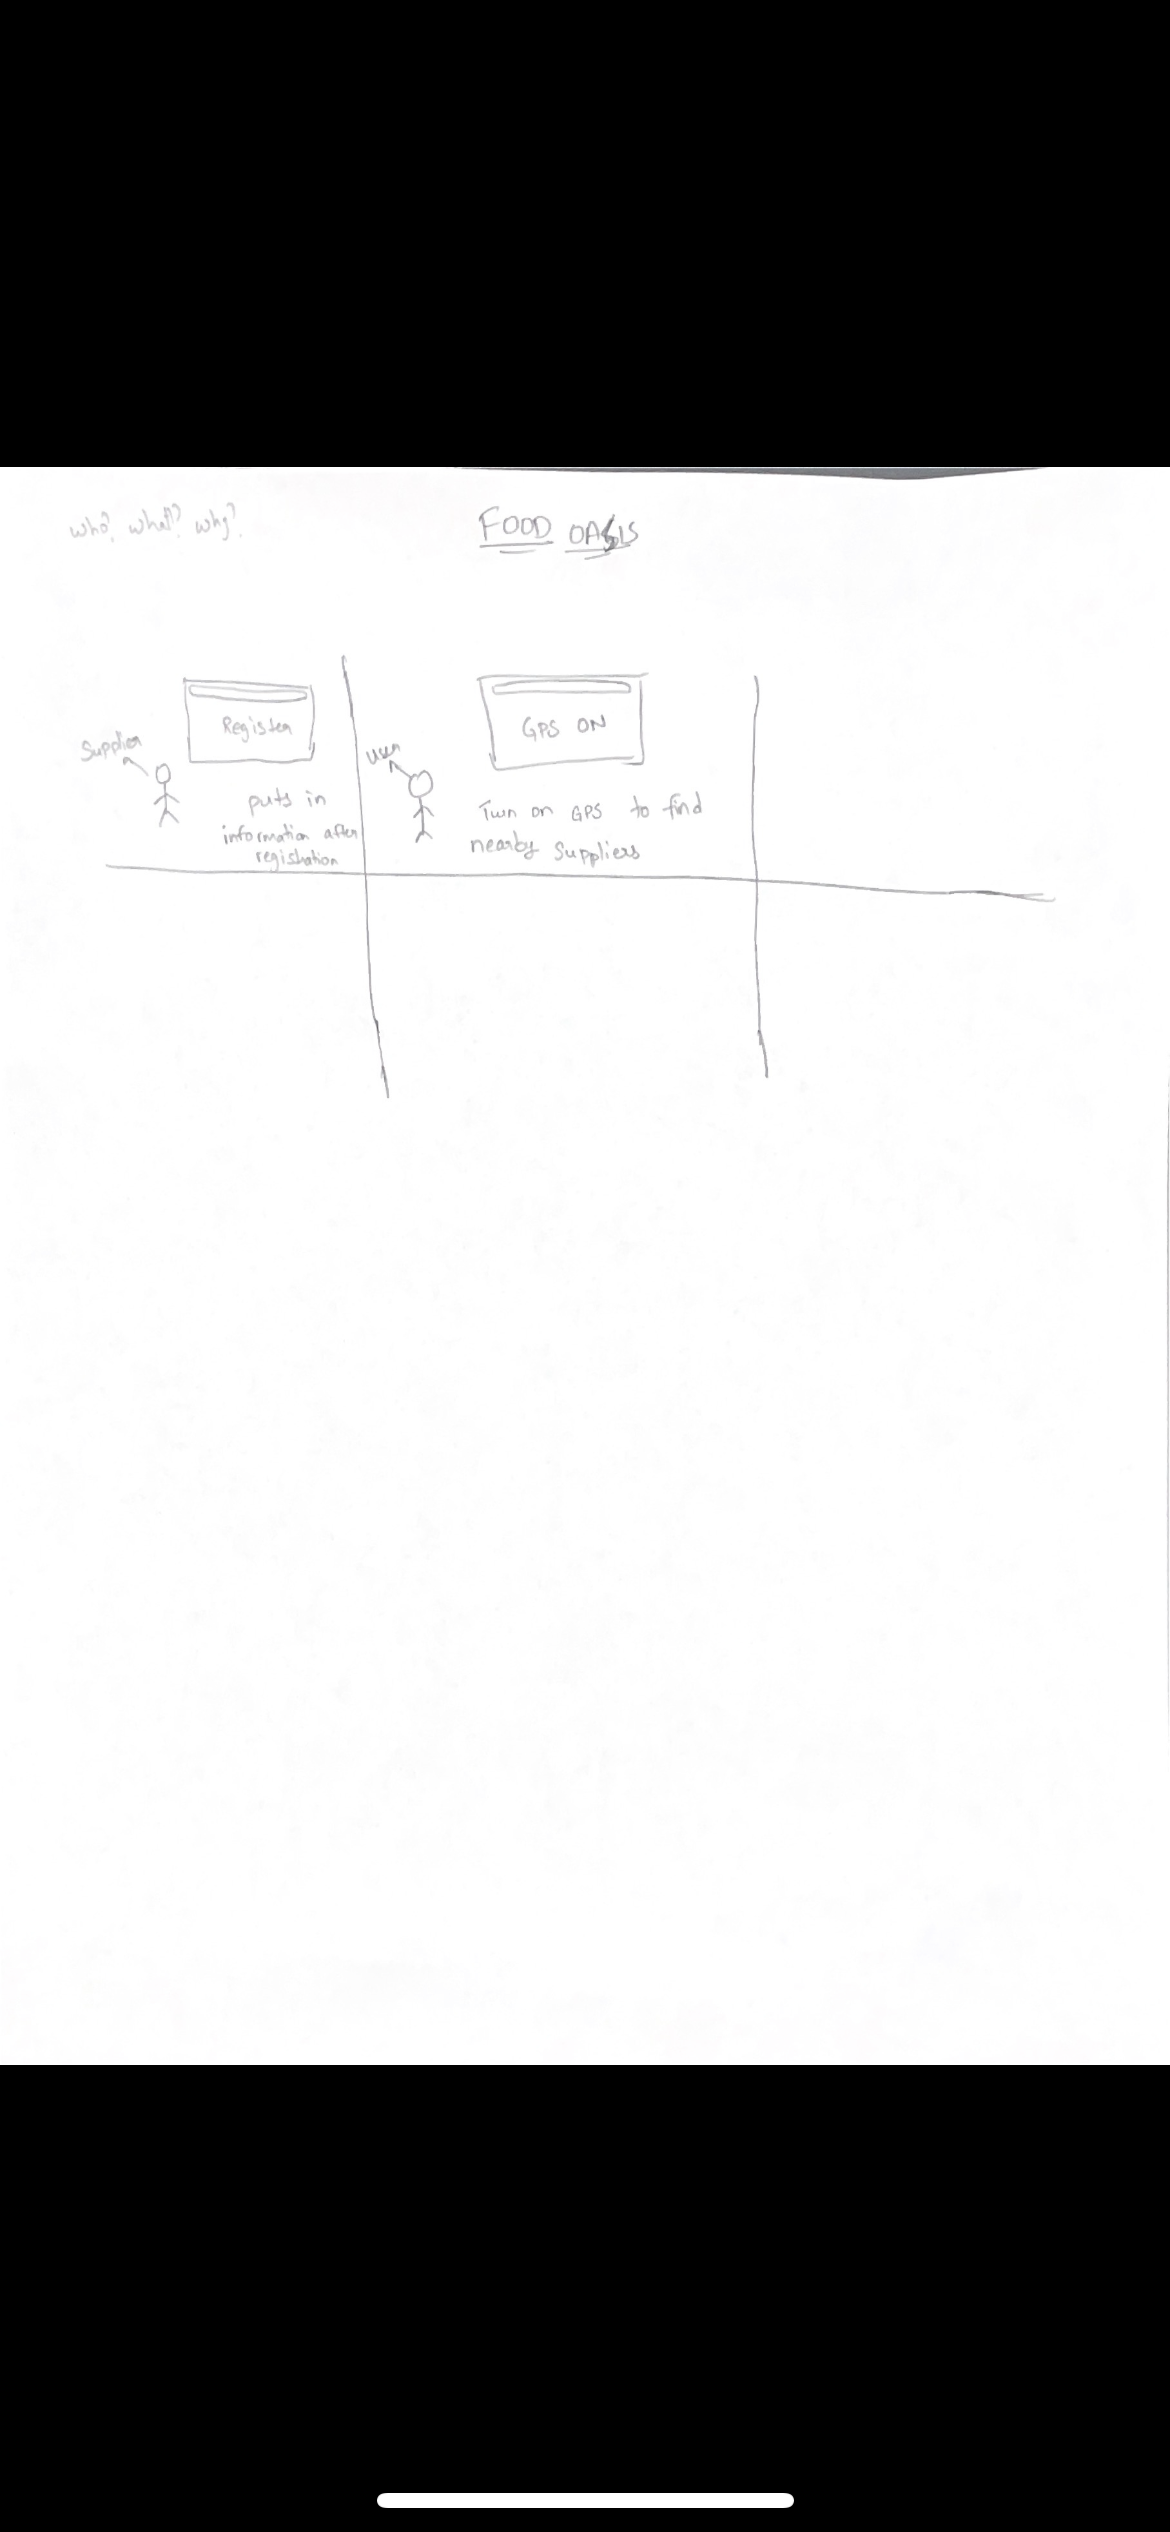 who? what? why?
FOOD OASIS
Supplier
Register
puts in
information after
registration
user
GPS ON
Turn on GPS to find
nearby Suppliers